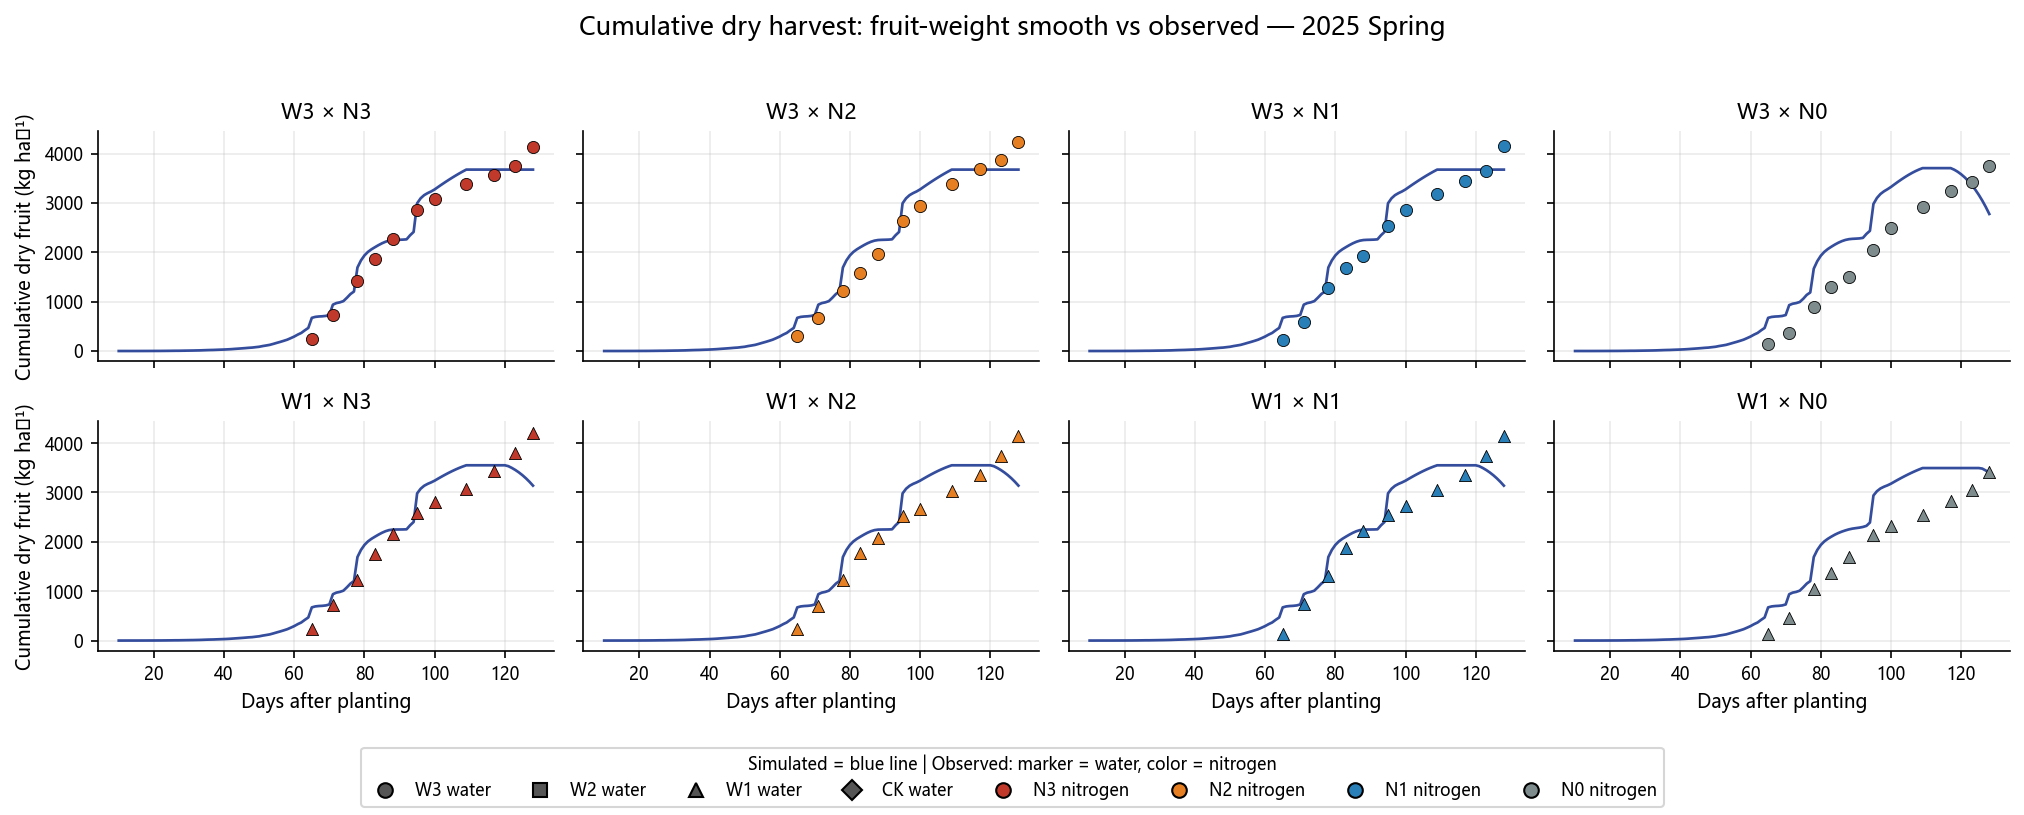 Cumulative dry harvest: fruit-weight smooth vs observed — 2025 Spring
W3 × N3
W3 × N2
W3 × N1
W3 × N0
Cumulative dry fruit (kg ha□¹)
4000
3000
2000
1000
0
W1 × N3
W1 × N2
W1 × N1
W1 × N0
Cumulative dry fruit (kg ha□¹)
4000
3000
2000
1000
0
20 40 60 80 100 120
20 40 60 80 100 120
20 40 60 80 100 120
20 40 60 80 100 120
Days after planting
Days after planting
Days after planting
Days after planting
Simulated = blue line | Observed: marker = water, color = nitrogen
W3 water W2 water W1 water CK water N3 nitrogen N2 nitrogen N1 nitrogen N0 nitrogen